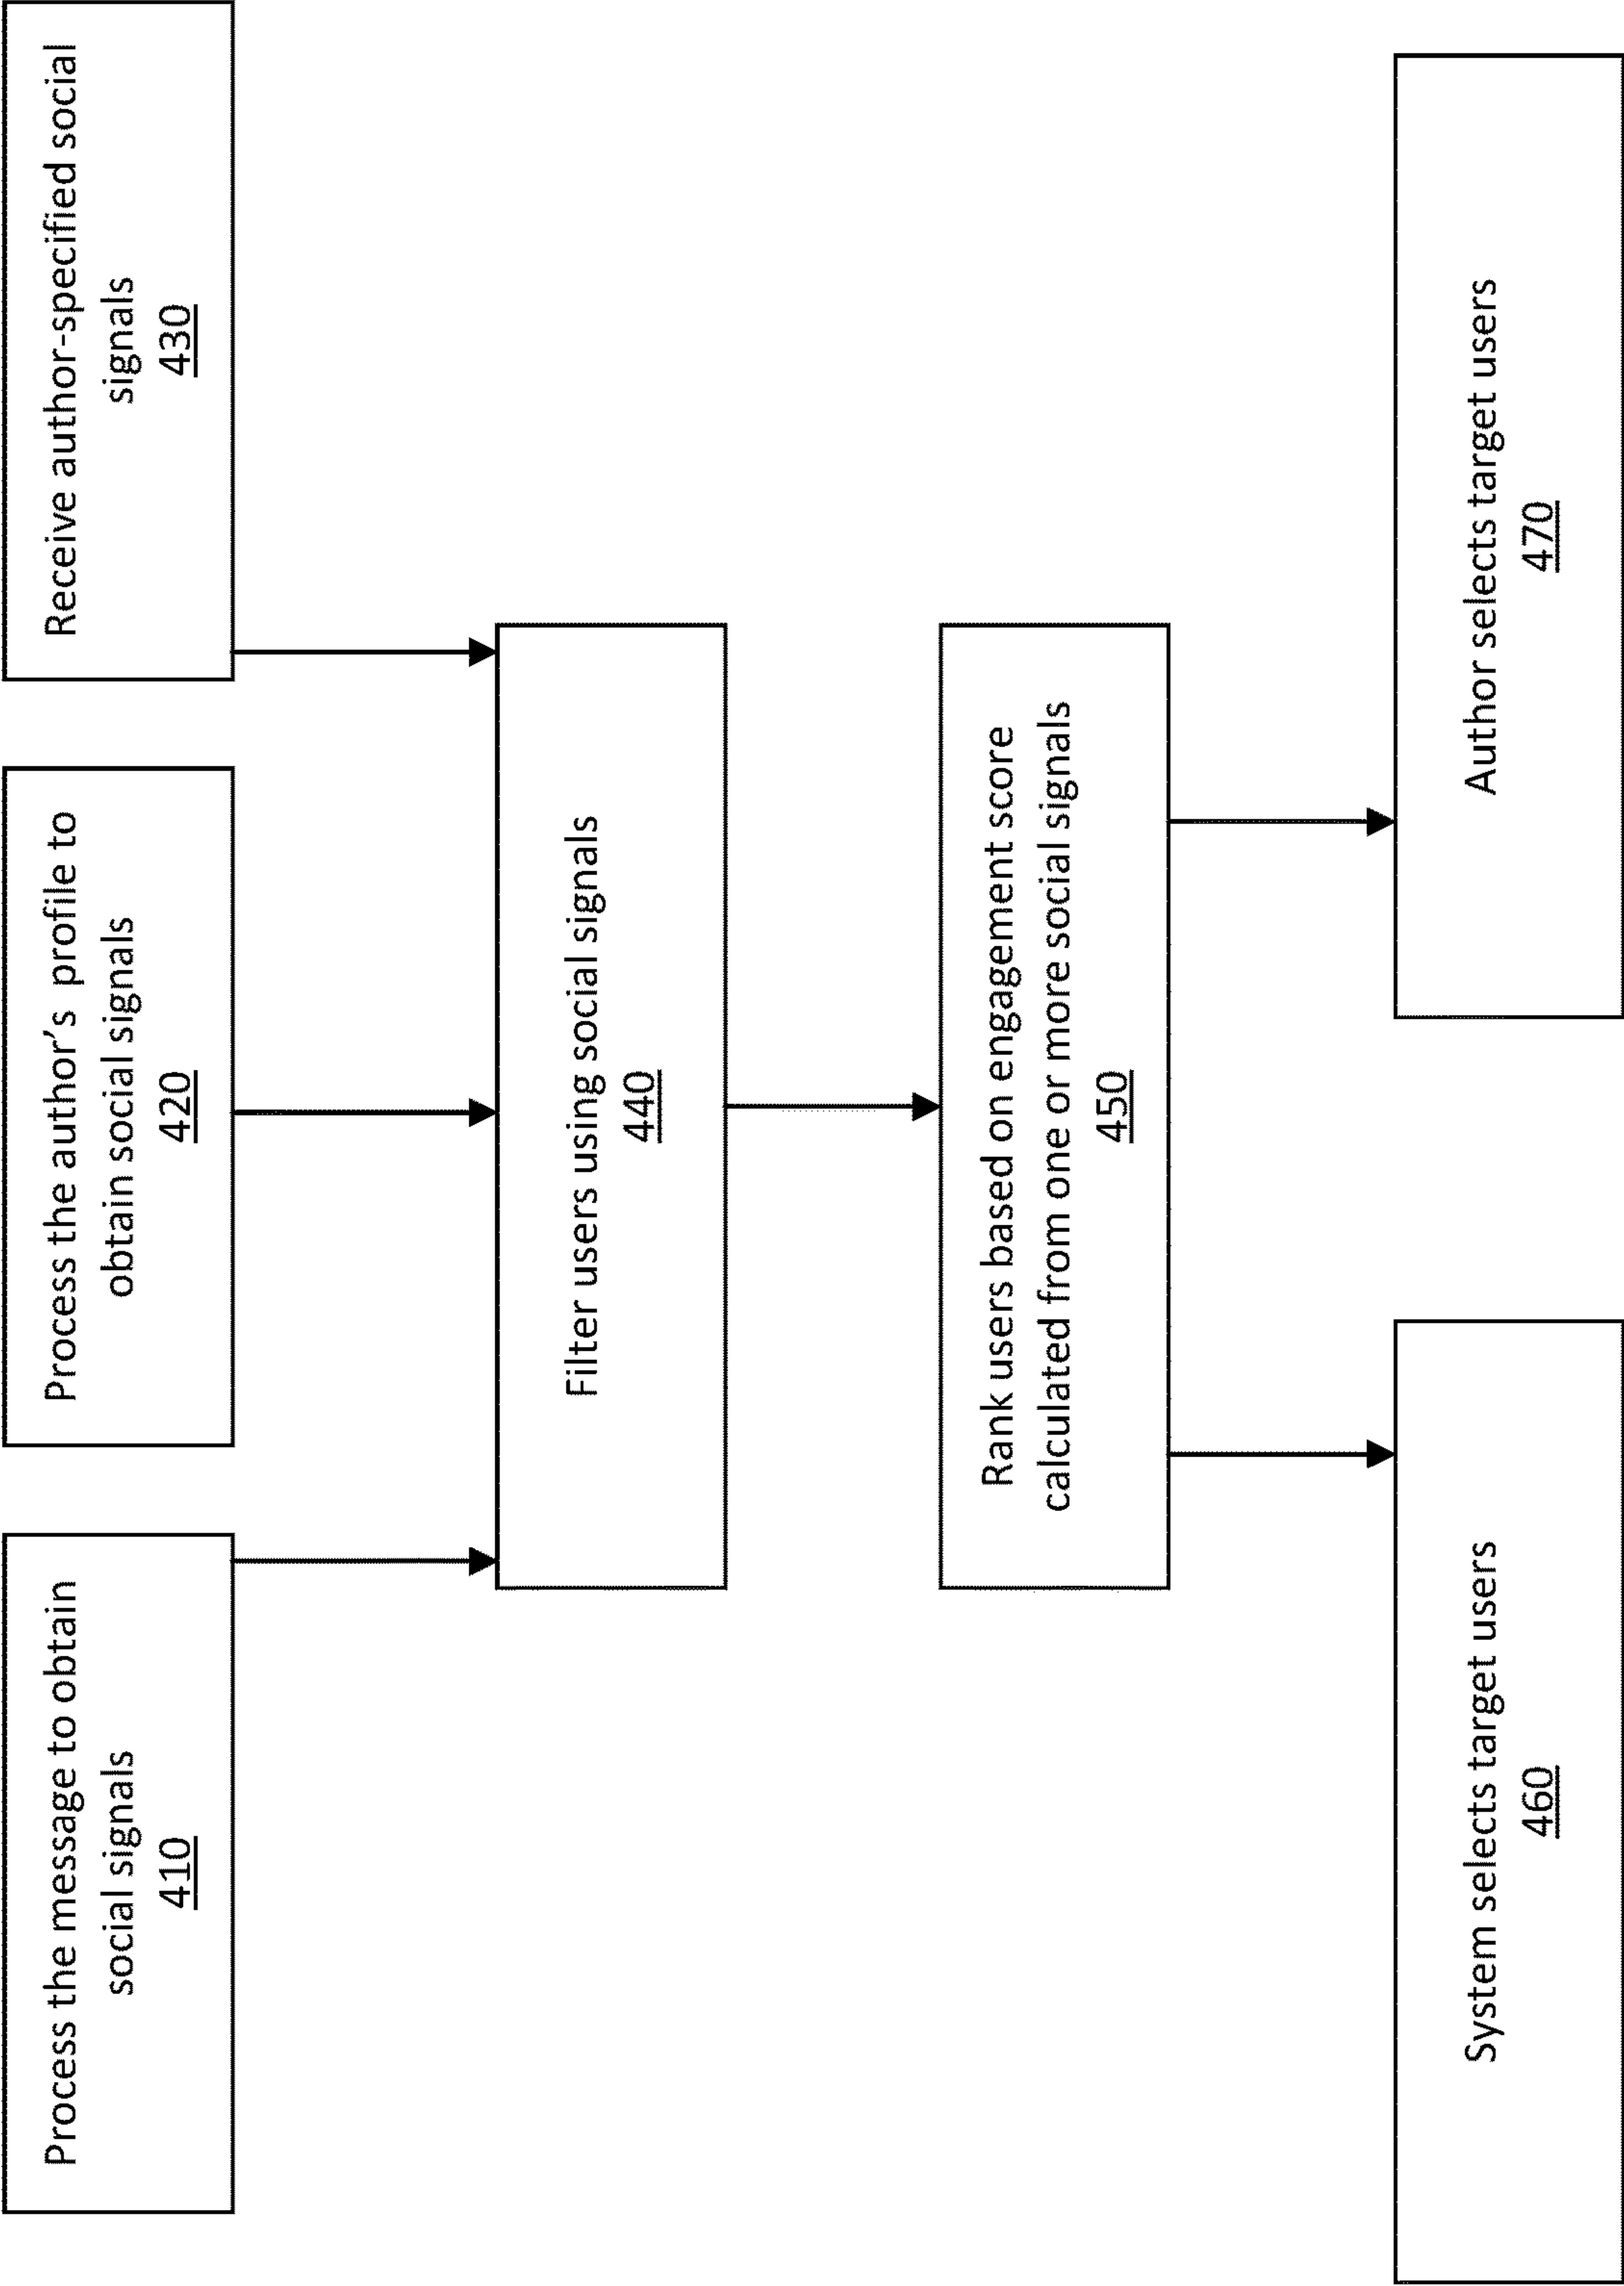 Process the message to obtain
social signals
410
Process the author's profile to
obtain social signals
420
Receive author-specified social
signals
430
Filter users using social signals
440
Rank users based on engagement score
calculated from one or more social signals
450
System selects target users
460
Author selects target users
470